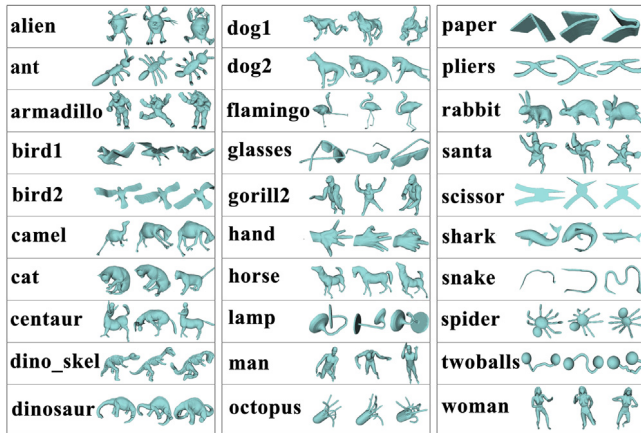 alien
ant
armadillo
bird1
bird2
camel
cat
centaur
dino_skel
dinosaur
dog1
dog2
flamingo
glasses
gorill2
hand
horse
lamp
man
octopus
paper
pliers
rabbit
santa
scissor
shark
snake
spider
twoballs
woman